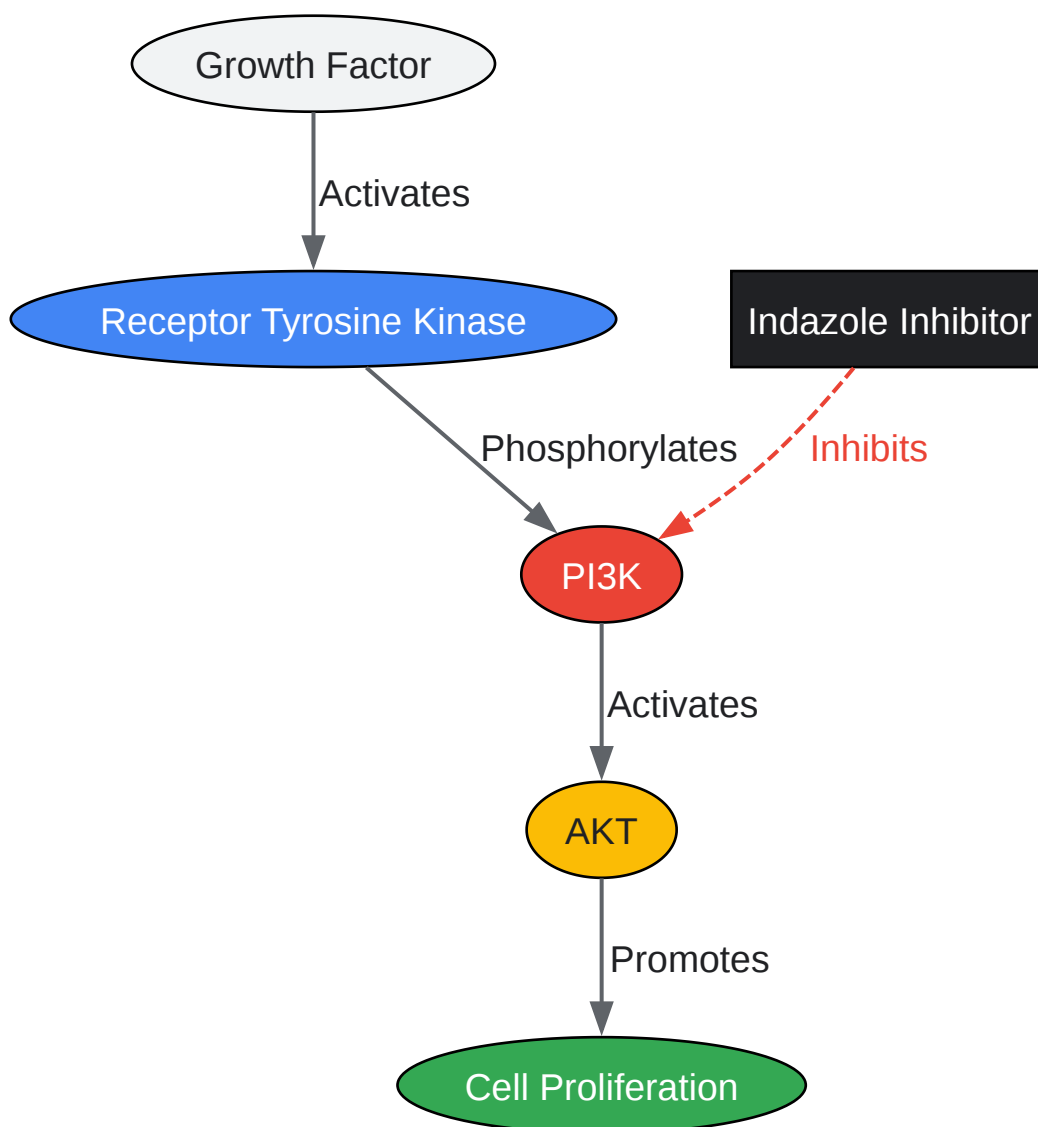 Growth Factor
Activates
Receptor Tyrosine Kinase
Indazole Inhibitor
Phosphorylates
Inhibits
PI3K
Activates
AKT
Promotes
Cell Proliferation